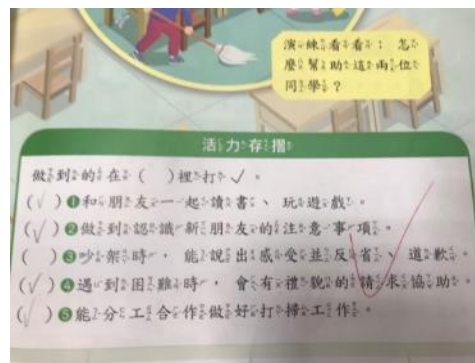 演練看看看：怎
麼幫助這兩位
同學？
活力存摺
做到的在（ ）裡打✓。
（✓）❶和朋友一起讀書、玩遊戲。
（✓）❷做到認識新朋友的注意事項。
（ ）❸吵架時，能說出感受並反省、道歉。
（✓）❹遇到困難時，會有禮貌的請求協助。
（✓）❺能分工合作做好打掃工作。